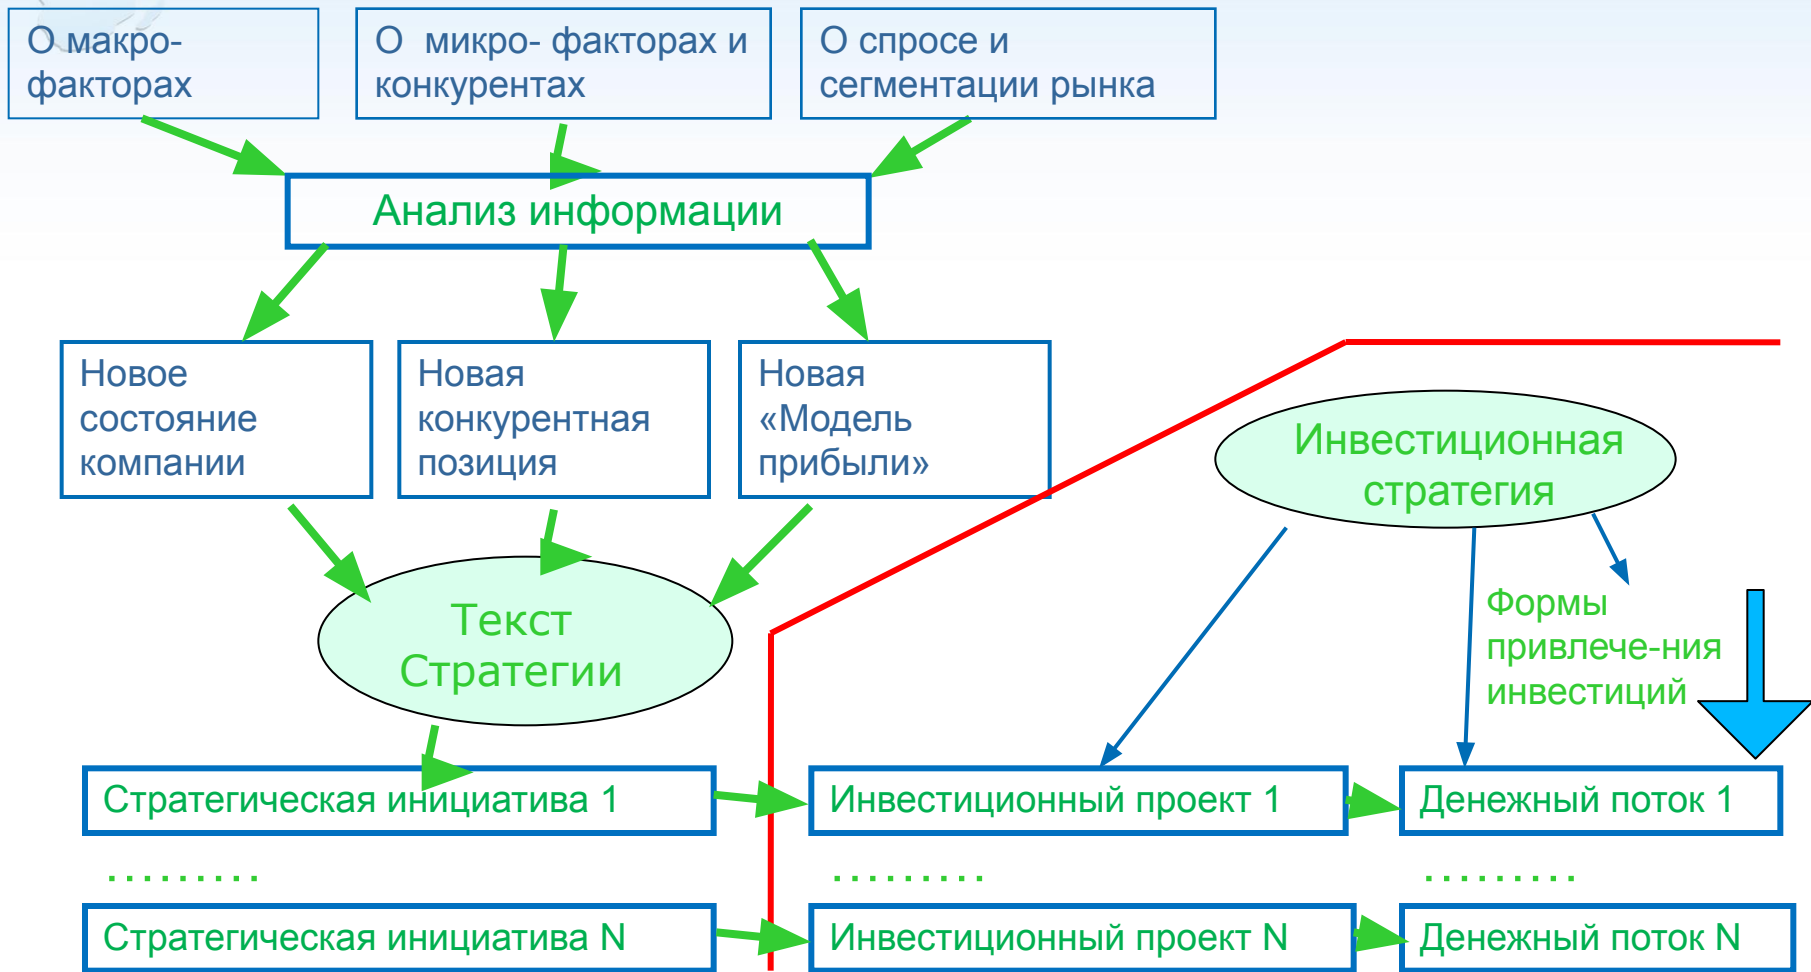 О макро-
факторах
О микро- факторах и
конкурентах
О спросе и
сегментации рынка
Анализ информации
Новое
состояние
компании
Новая
конкурентная
позиция
Новая
«Модель
прибыли»
Инвестиционная
стратегия
Текст
Стратегии
Формы
привлече-ния
инвестиций
Стратегическая инициатива 1
Инвестиционный проект 1
Денежный поток 1
.........
.........
.........
Стратегическая инициатива N
Инвестиционный проект N
Денежный поток N